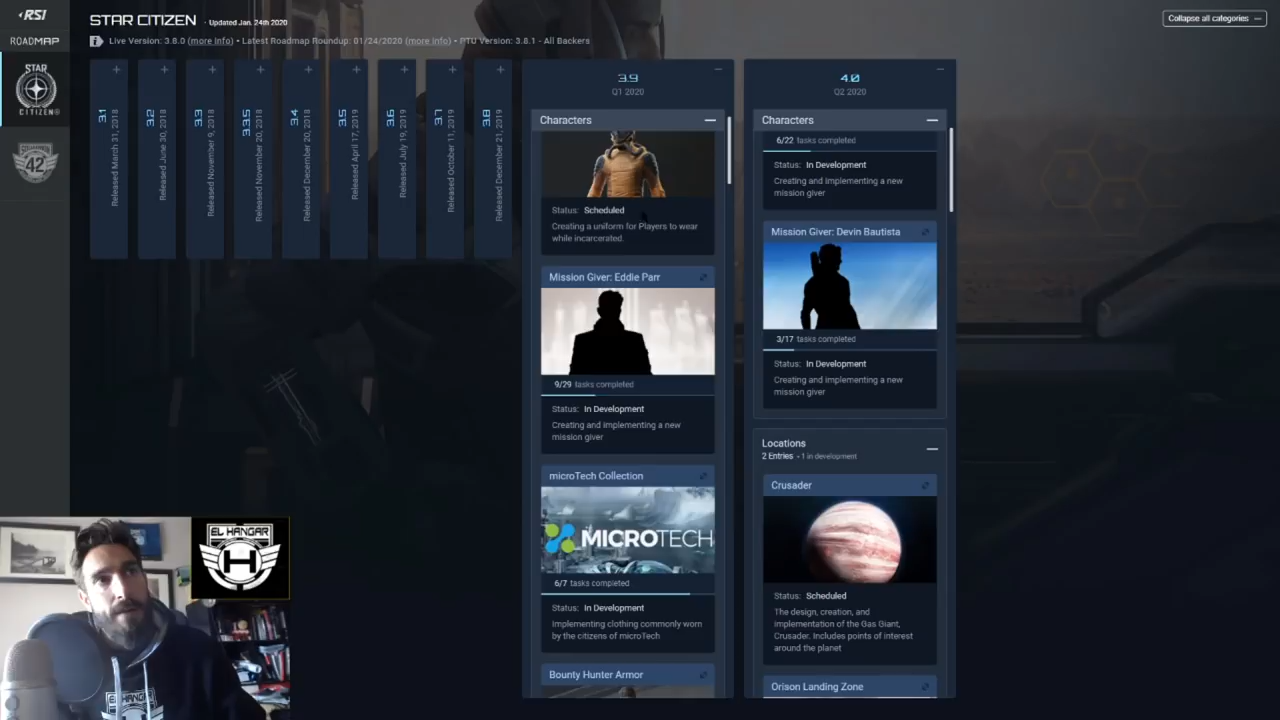 RSI
ROADMAP
STAR
CITIZEN®
42
STAR CITIZEN • Updated Jan. 24th 2020
Live Version: 3.8.0 (more info) • Latest Roadmap Roundup: 01/24/2020 (more info) • PTU Version: 3.8.1 - All Backers
Collapse all categories —
3.1
Released March 31, 2018
3.2
Released June 30, 2018
3.3
Released November 9, 2018
3.3.5
Released November 20, 2018
3.4
Released December 20, 2018
3.5
Released April 17, 2019
3.6
Released July 19, 2019
3.7
Released October 11, 2019
3.8
Released December 21, 2019
3.9
Q1 2020
Characters
Status: Scheduled
Creating a uniform for Players to wear
while incarcerated.
Mission Giver: Eddie Parr
9/29 tasks completed
Status: In Development
Creating and implementing a new
mission giver
microTech Collection
MICROTECH
6/7 tasks completed
Status: In Development
Implementing clothing commonly worn
by the citizens of microTech
Bounty Hunter Armor
4.0
Q2 2020
Characters
6/22 tasks completed
Status: In Development
Creating and implementing a new
mission giver
Mission Giver: Devin Bautista
3/17 tasks completed
Status: In Development
Creating and implementing a new
mission giver
Locations
2 Entries - 1 in development
Crusader
Status: Scheduled
The design, creation, and
implementation of the Gas Giant,
Crusader. Includes points of interest
around the planet
Orison Landing Zone
EL HANGAR
H
EL HANGAR